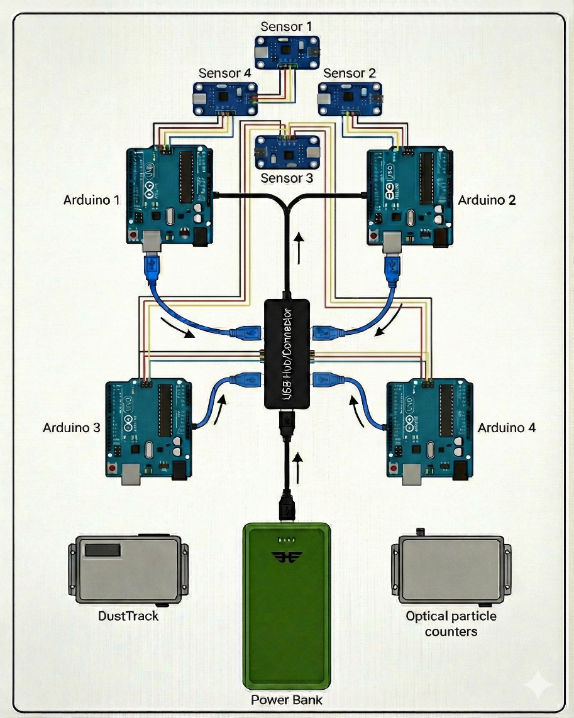 Sensor 1
Sensor 4
Sensor 2
Sensor 3
Arduino 1
Arduino 2
USB Hub/Connector
Arduino 3
Arduino 4
DustTrack
Optical particle
counters
Power Bank